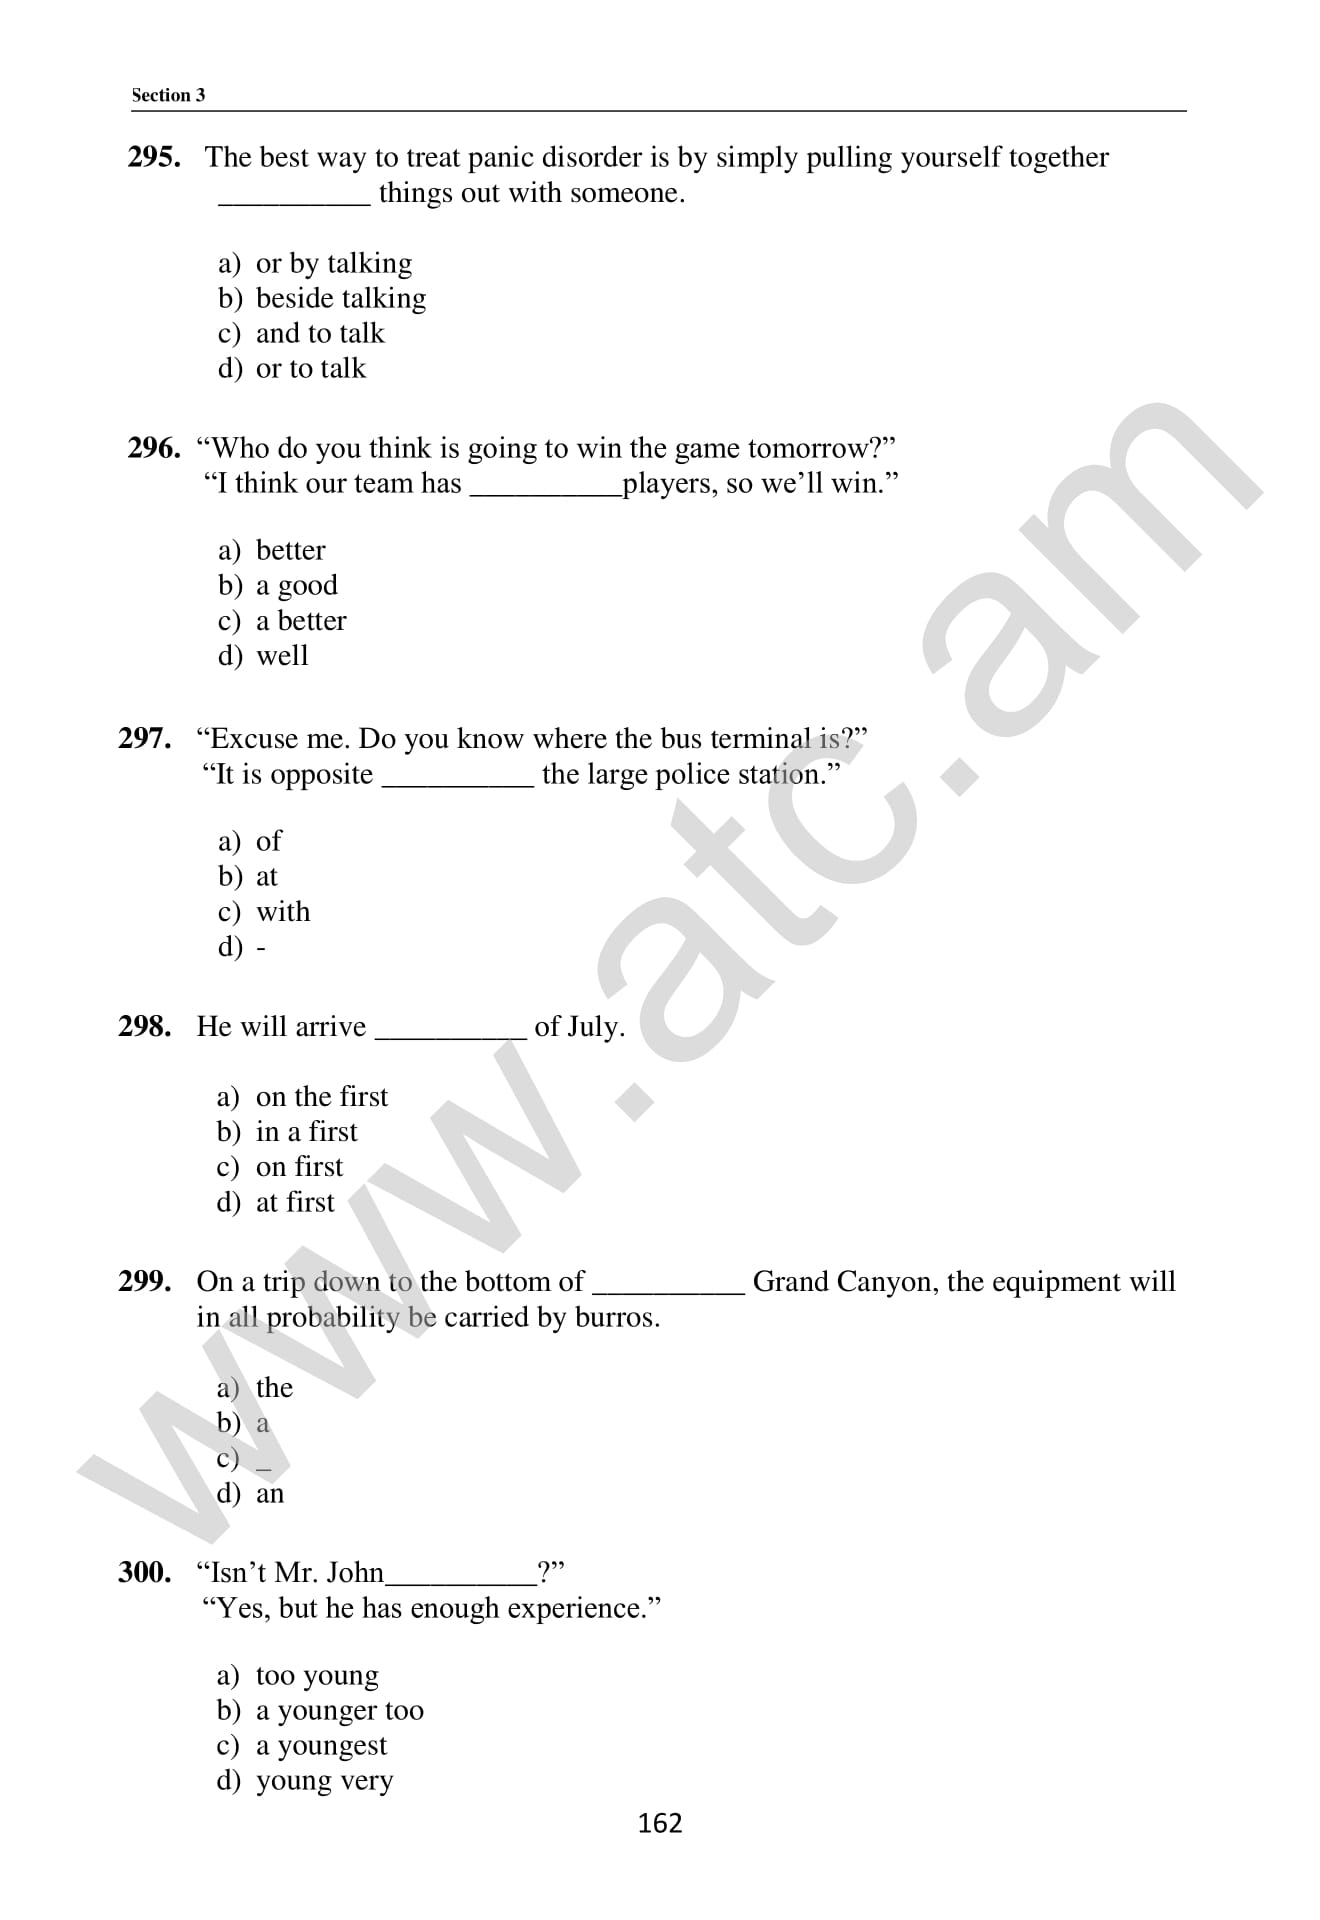 Section 3
295. The best way to treat panic disorder is by simply pulling yourself together
__________ things out with someone.
a) or by talking
b) beside talking
c) and to talk
d) or to talk
296. “Who do you think is going to win the game tomorrow?”
“I think our team has __________players, so we’ll win.”
a) better
b) a good
c) a better
d) well
297. “Excuse me. Do you know where the bus terminal is?”
“It is opposite __________ the large police station.”
a) of
b) at
c) with
d) -
298. He will arrive __________ of July.
a) on the first
b) in a first
c) on first
d) at first
299. On a trip down to the bottom of __________ Grand Canyon, the equipment will
in all probability be carried by burros.
a) the
b) a
c) _
d) an
300. “Isn’t Mr. John__________?”
“Yes, but he has enough experience.”
a) too young
b) a younger too
c) a youngest
d) young very
162
www.atc.am